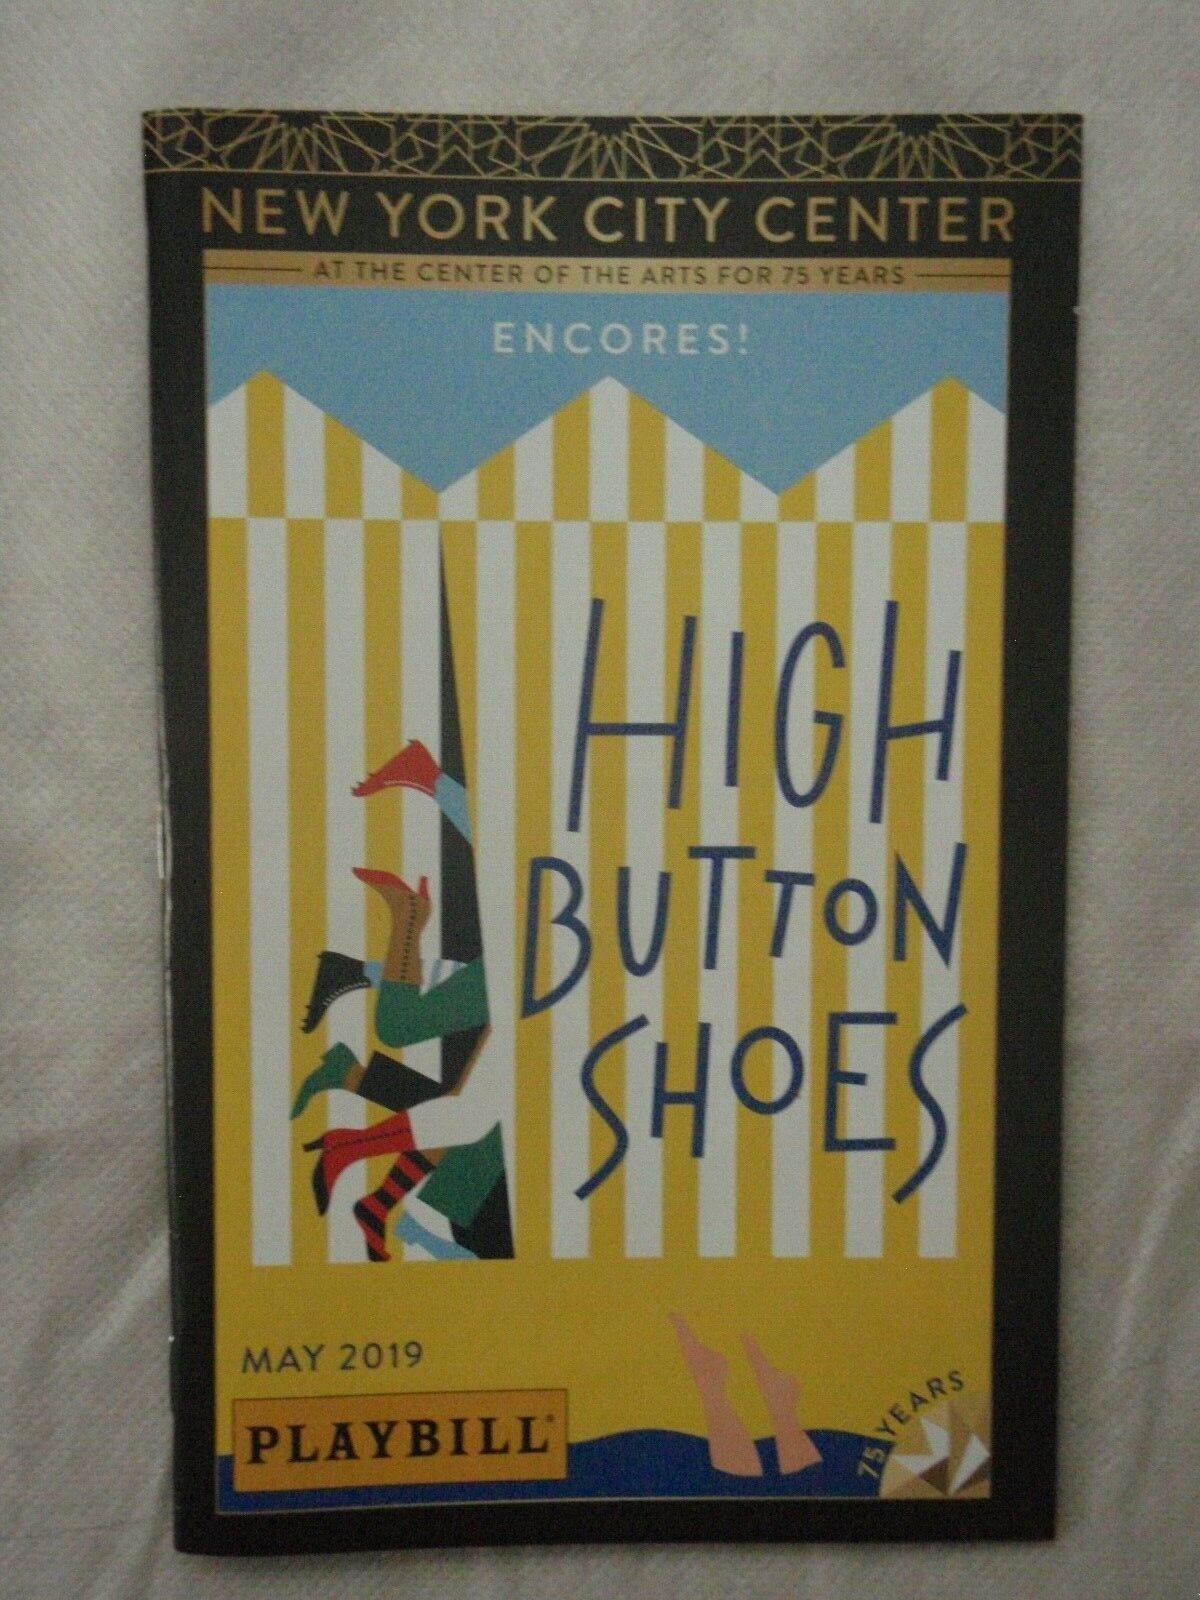 NEW YORK CITY CENTER
AT THE CENTER OF THE ARTS FOR 75 YEARS
ENCORES!
HIGH
BUTTON
SHOES
MAY 2019
PLAYBILL®
75 YEARS